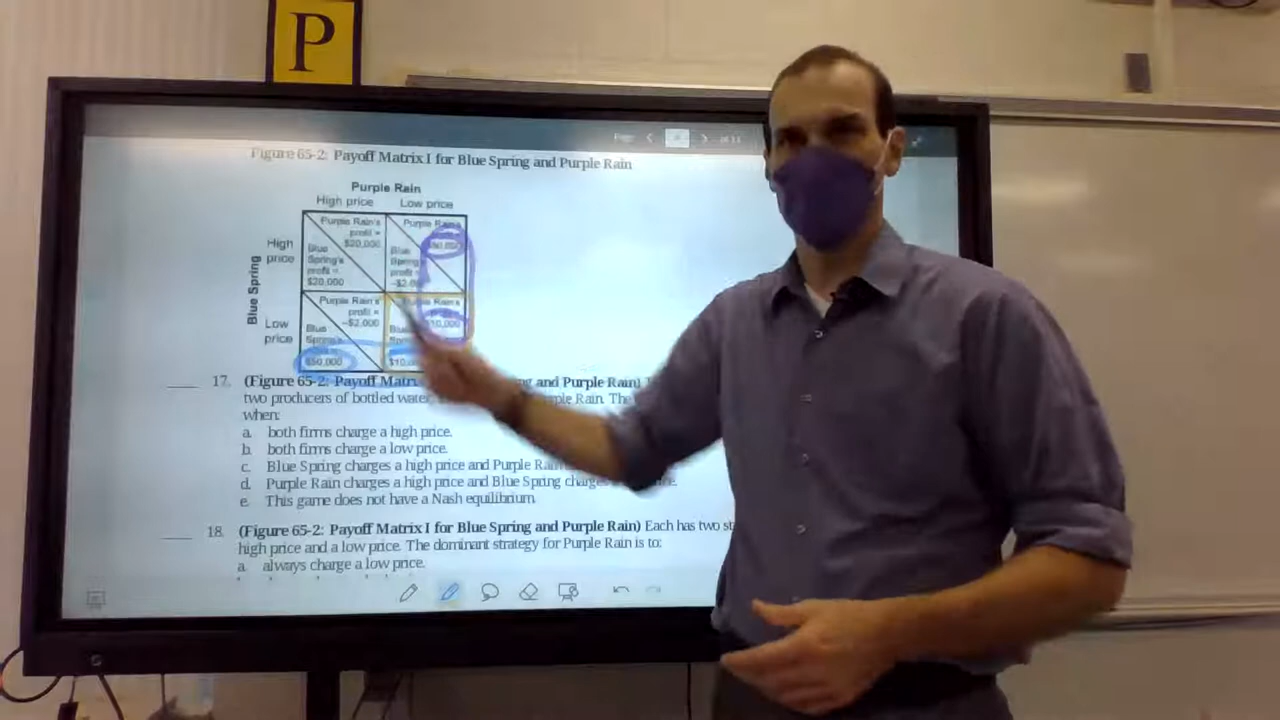 P
Page
Figure 65-2: Payoff Matrix I for Blue Spring and Purple Rain
Purple Rain
High price Low price
Blue Spring
High price
Purple Rain's profit = $20,000
Blue Spring's profit = $20,000
Purple Rain's
Blue Spring's profit =
Low price
Purple Rain's profit = –$2,000
Blue Spring's $50,000
Rain's $10,000
17. (Figure 65-2: Payoff and Purple Rain)
two producers of bottled water, Rain. The
when:
a. both firms charge a high price.
b. both firms charge a low price.
c. Blue Spring charges a high price and Purple
d. Purple Rain charges a high price and Blue Spring
e. This game does not have a Nash equilibrium.
18. (Figure 65-2: Payoff Matrix I for Blue Spring and Purple Rain) Each has two
high price and a low price. The dominant strategy for Purple Rain is to:
a. always charge a low price.